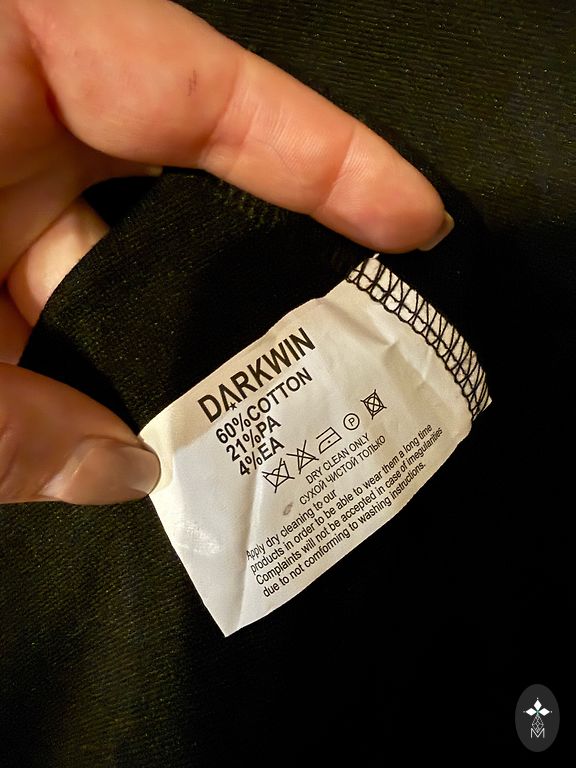 DARKWIN
60%COTTON
21%PA
4%EA
P
DRY CLEAN ONLY
СУХОЙ ЧИСТОЙ ТОЛЬКО
Apply dry cleaning to our
products in order to be able to wear them a long time
Complaints will not be accepted in case of irregularities
due to not comforming to washing instructions.
M